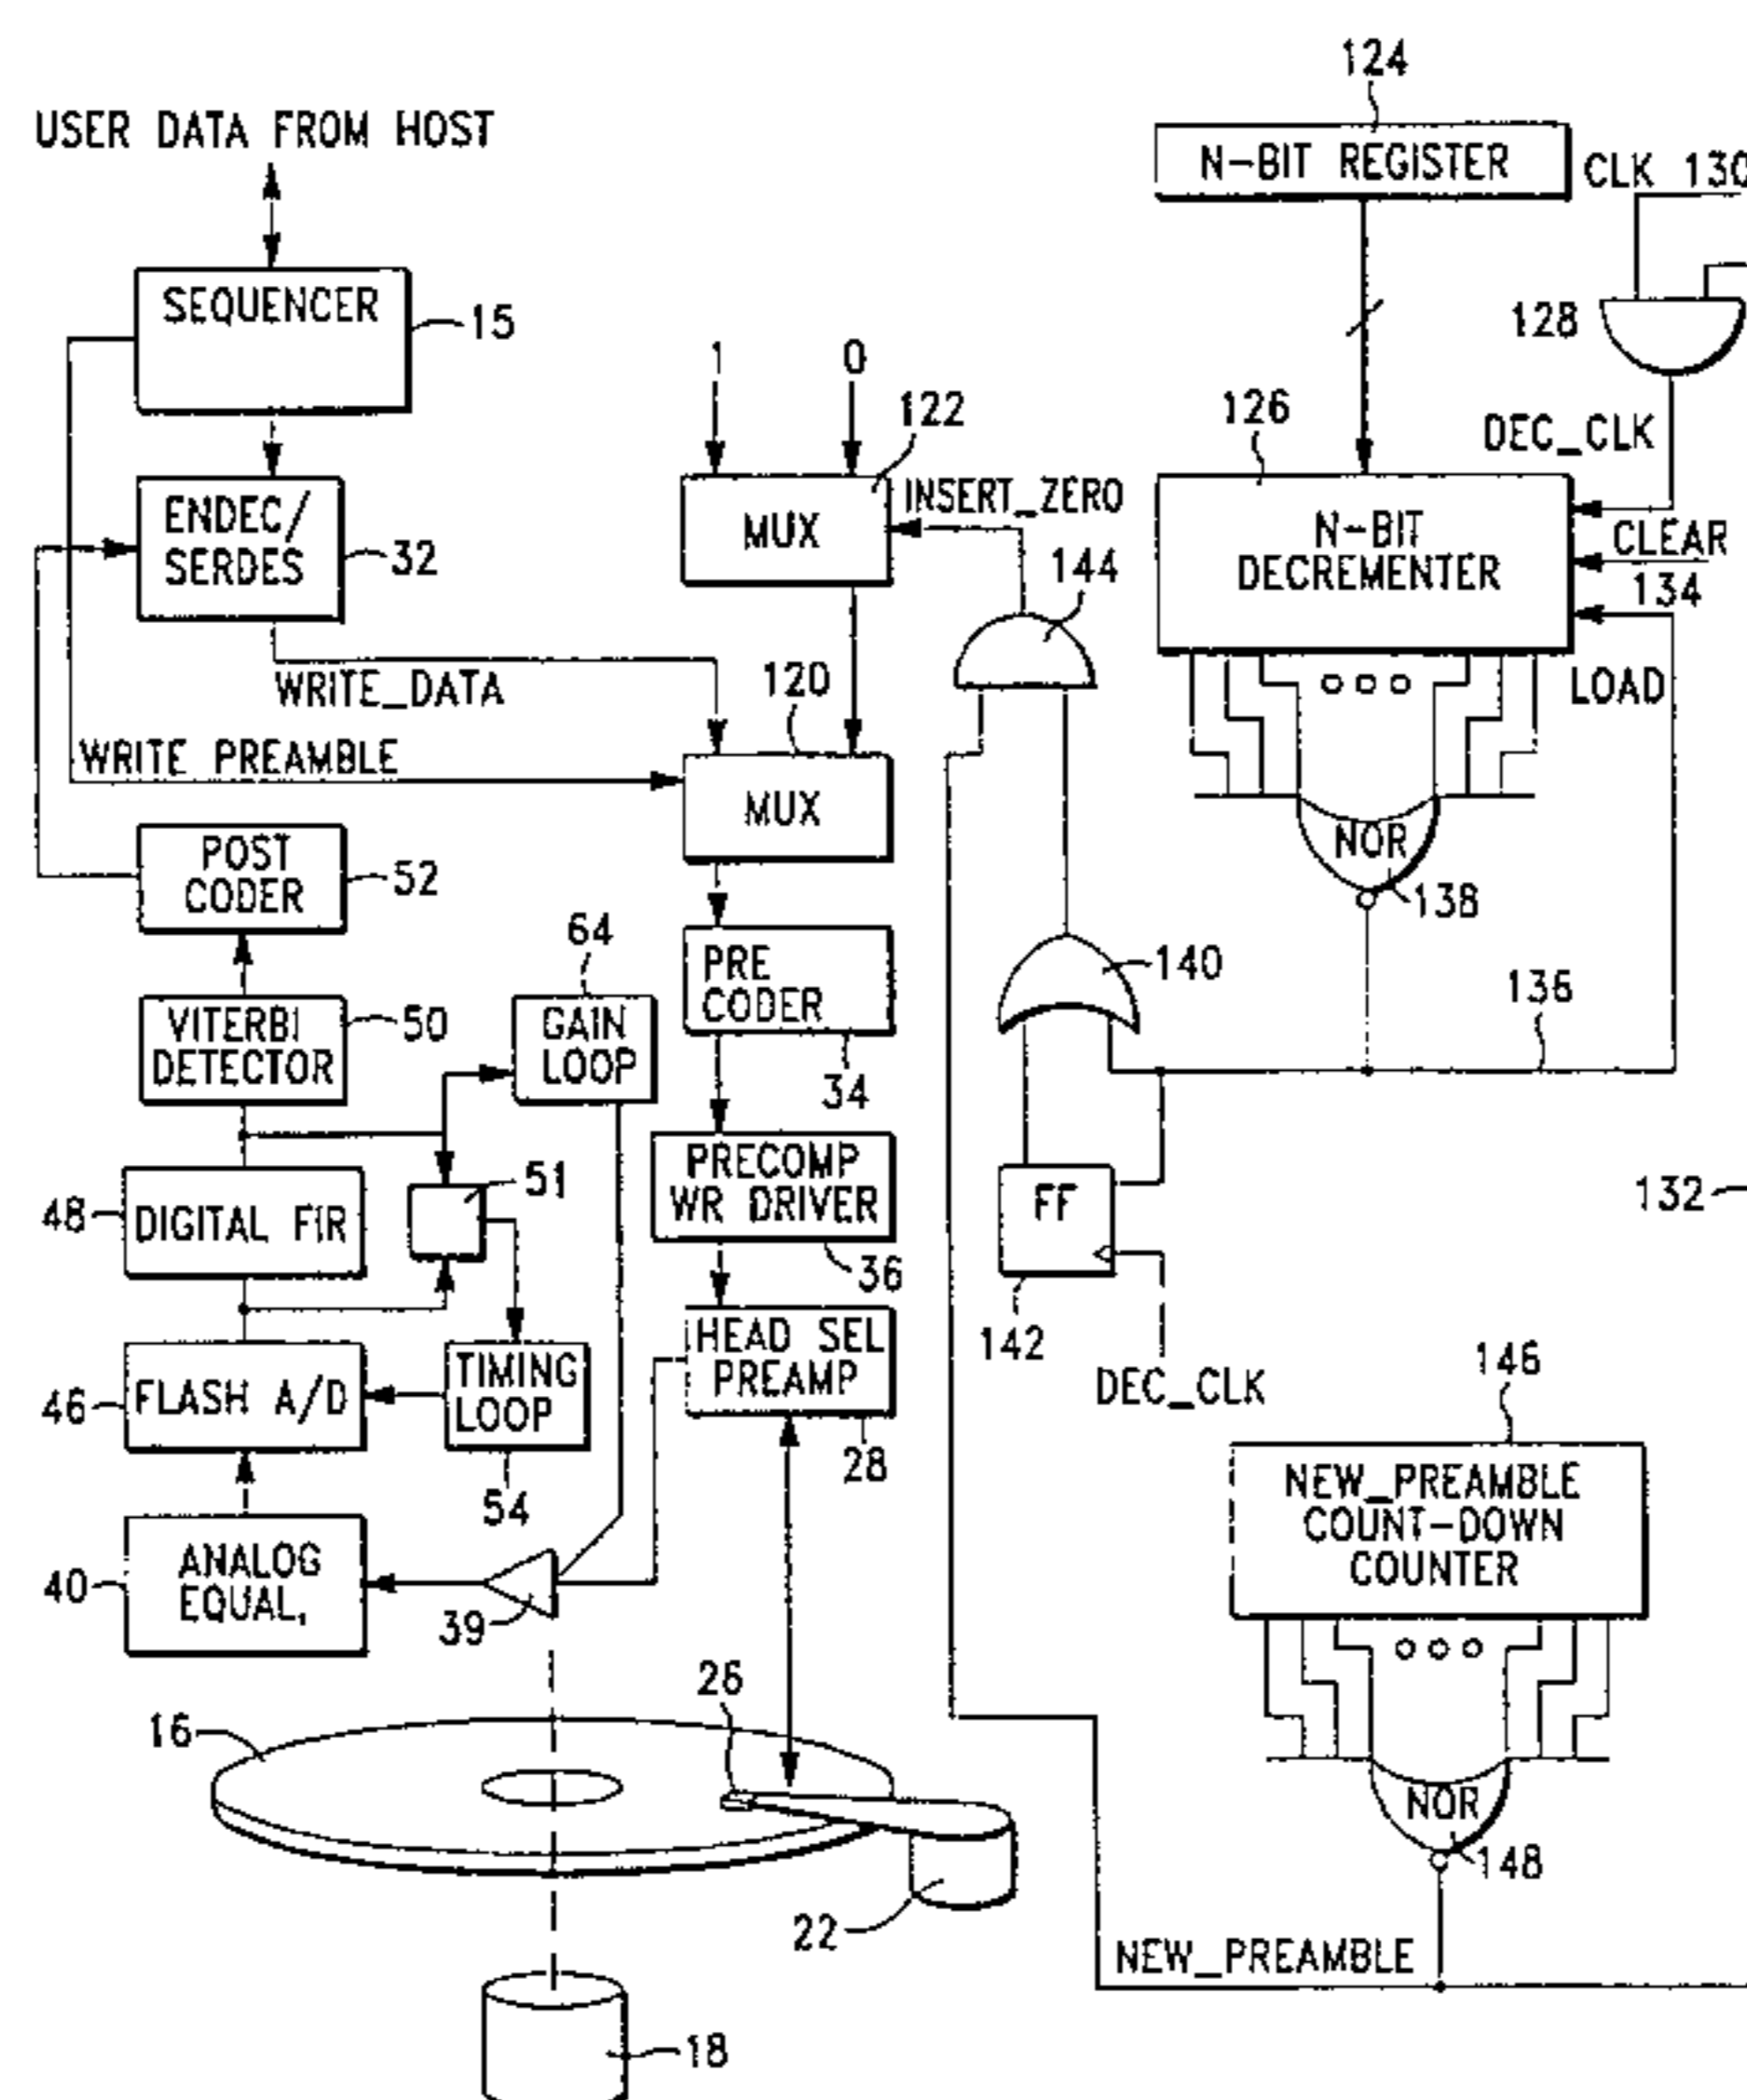 124
USER DATA FROM HOST
N-BIT REGISTER
CLK 130
SEQUENCER
15
128
1
0
122
126
DEC_CLK
ENDEC/
SERDES
32
MUX
INSERT_ZERO
N-BIT
DECREMENTER
CLEAR
134
144
WRITE_DATA
120
LOAD
WRITE PREAMBLE
MUX
NOR
138
POST
CODER
52
64
PRE
CODER
34
140
136
VITERBI
DETECTOR
50
GAIN
LOOP
PRECOMP
WR DRIVER
36
51
FF
132
48
DIGITAL FIR
142
DEC_CLK
HEAD SEL
PREAMP
28
46
FLASH A/D
TIMING
LOOP
54
146
NEW_PREAMBLE
COUNT-DOWN
COUNTER
40
ANALOG
EQUAL.
39
26
16
NOR
148
22
NEW_PREAMBLE
18